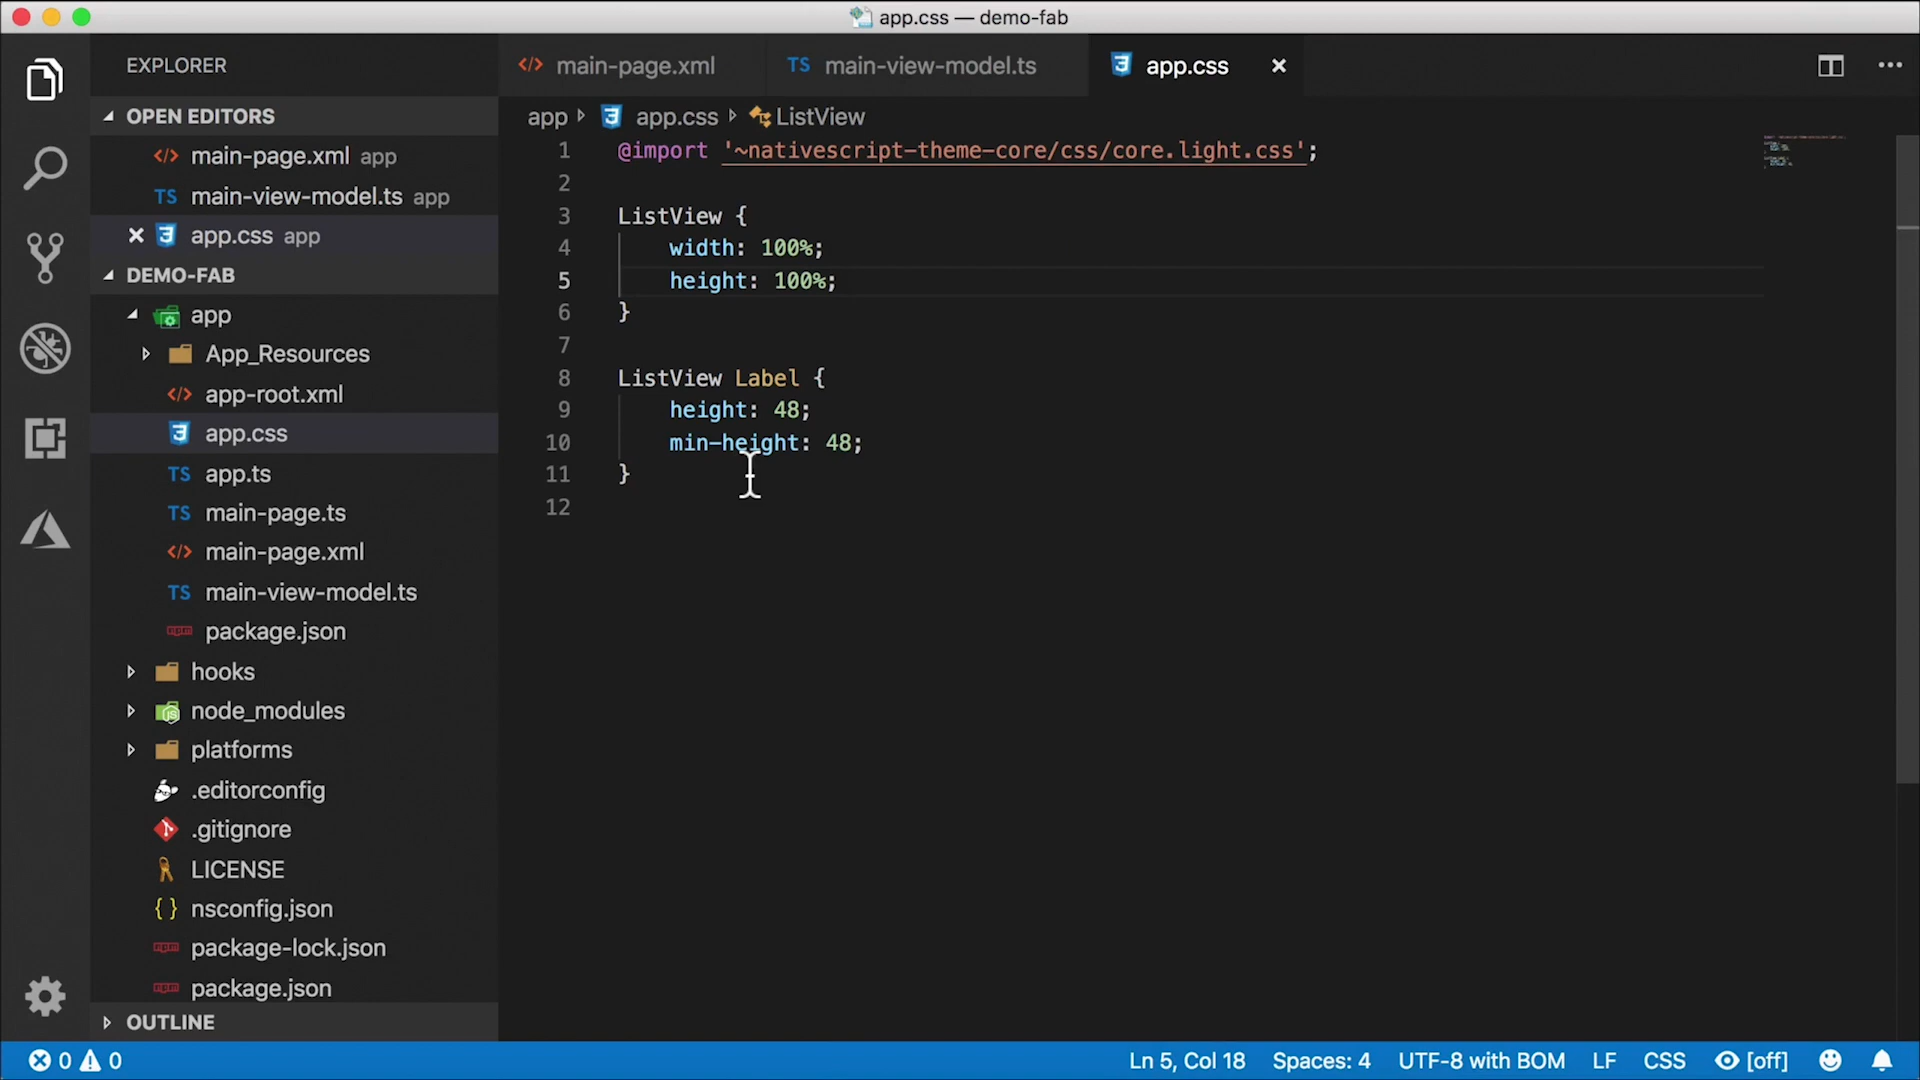 app.css — demo-fab
EXPLORER
OPEN EDITORS
main-page.xml app
TS main-view-model.ts app
app.css app
DEMO-FAB
app
App_Resources
app-root.xml
app.css
TS app.ts
TS main-page.ts
main-page.xml
TS main-view-model.ts
package.json
hooks
node_modules
platforms
.editorconfig
.gitignore
LICENSE
nsconfig.json
package-lock.json
package.json
OUTLINE
main-page.xml TS main-view-model.ts app.css
app app.css ListView
1 @import '~nativescript-theme-core/css/core.light.css';
2
3 ListView {
4 width: 100%;
5 height: 100%;
6 }
7
8 ListView Label {
9 height: 48;
10 min-height: 48;
11 }
12
0 0 Ln 5, Col 18 Spaces: 4 UTF-8 with BOM LF CSS [off]